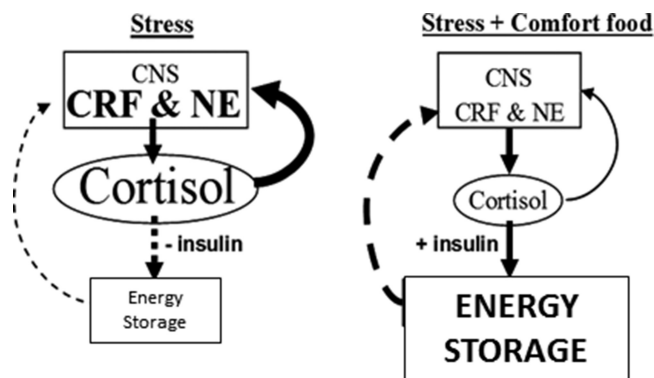 Stress
CNS
CRF & NE
Cortisol
- insulin
Energy
Storage
Stress + Comfort food
CNS
CRF & NE
Cortisol
+ insulin
ENERGY
STORAGE